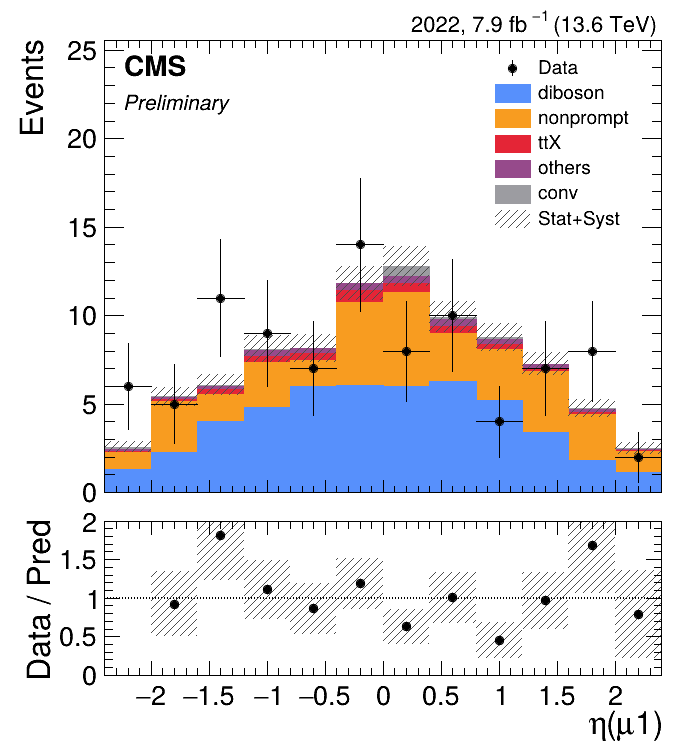 2022, 7.9 fb⁻¹ (13.6 TeV)
Events
25
20
15
10
5
0
CMS
Preliminary
Data
diboson
nonprompt
ttX
others
conv
Stat+Syst
Data / Pred
2
1.5
1
0.5
0
−2 −1.5 −1 −0.5 0 0.5 1 1.5 2
η(μ1)